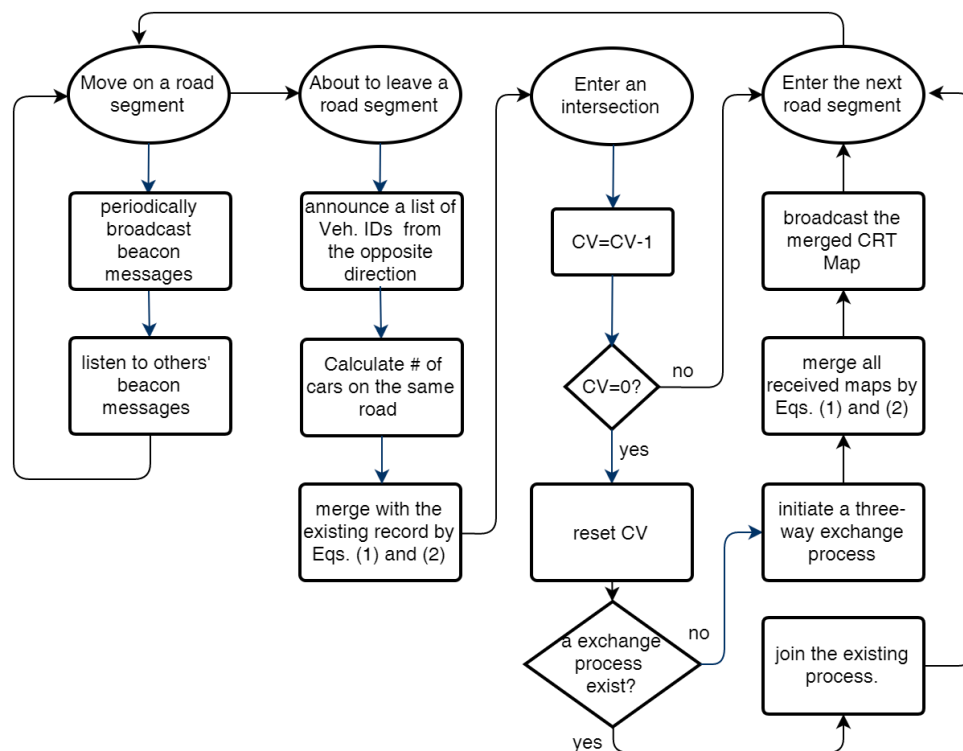 Move on a road
segment
periodically
broadcast
beacon
messages
listen to others'
beacon
messages
About to leave a
road segment
announce a list of
Veh. IDs from
the opposite
direction
Calculate # of
cars on the same
road
merge with the
existing record by
Eqs. (1) and (2)
Enter an
intersection
CV=CV-1
CV=0?
no
yes
reset CV
a exchange
process
exist?
no
yes
Enter the next
road segment
broadcast the
merged CRT
Map
merge all
received maps by
Eqs. (1) and (2)
initiate a three-
way exchange
process
join the existing
process.